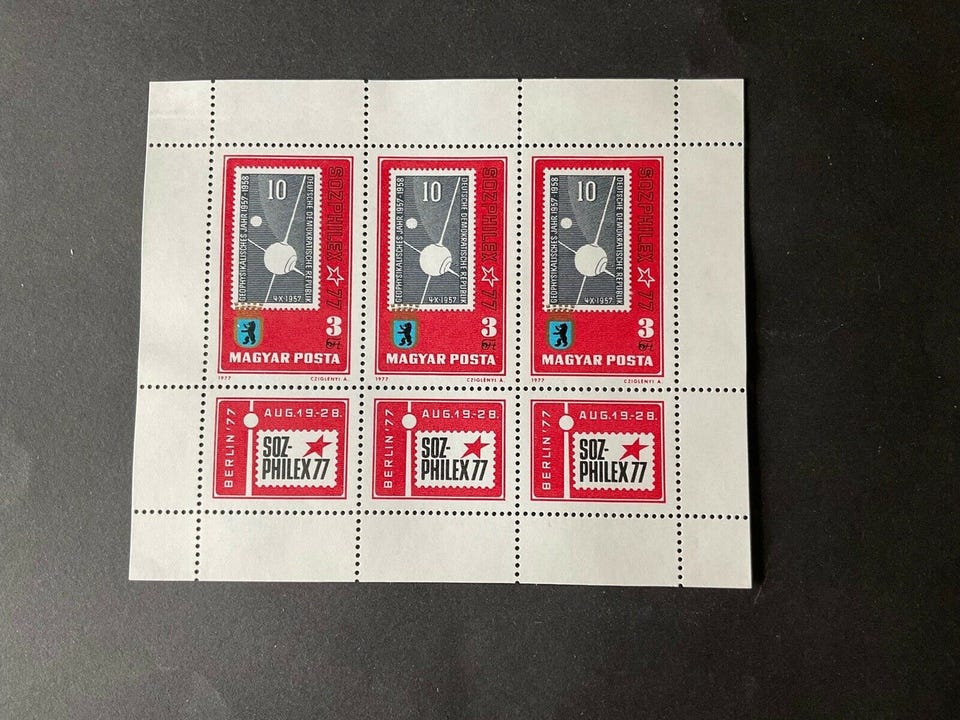 10
GEOPHYSIKALISCHES JAHR 1957-1958
DEUTSCHE DEMOKRATISCHE REPUBLIK
4·X·1957
SOZPHILEX ☆ 77
3 Ft
MAGYAR POSTA
1977 CZIGLÉNYI Á.
10
GEOPHYSIKALISCHES JAHR 1957-1958
DEUTSCHE DEMOKRATISCHE REPUBLIK
4·X·1957
SOZPHILEX ☆ 77
3 Ft
MAGYAR POSTA
1977 CZIGLÉNYI Á.
10
GEOPHYSIKALISCHES JAHR 1957-1958
DEUTSCHE DEMOKRATISCHE REPUBLIK
4·X·1957
SOZPHILEX ☆ 77
3 Ft
MAGYAR POSTA
1977 CZIGLÉNYI Á.
BERLIN '77
AUG.19.-28.
SOZ-
PHILEX 77
BERLIN '77
AUG.19.-28.
SOZ-
PHILEX 77
BERLIN '77
AUG.19.-28.
SOZ-
PHILEX 77